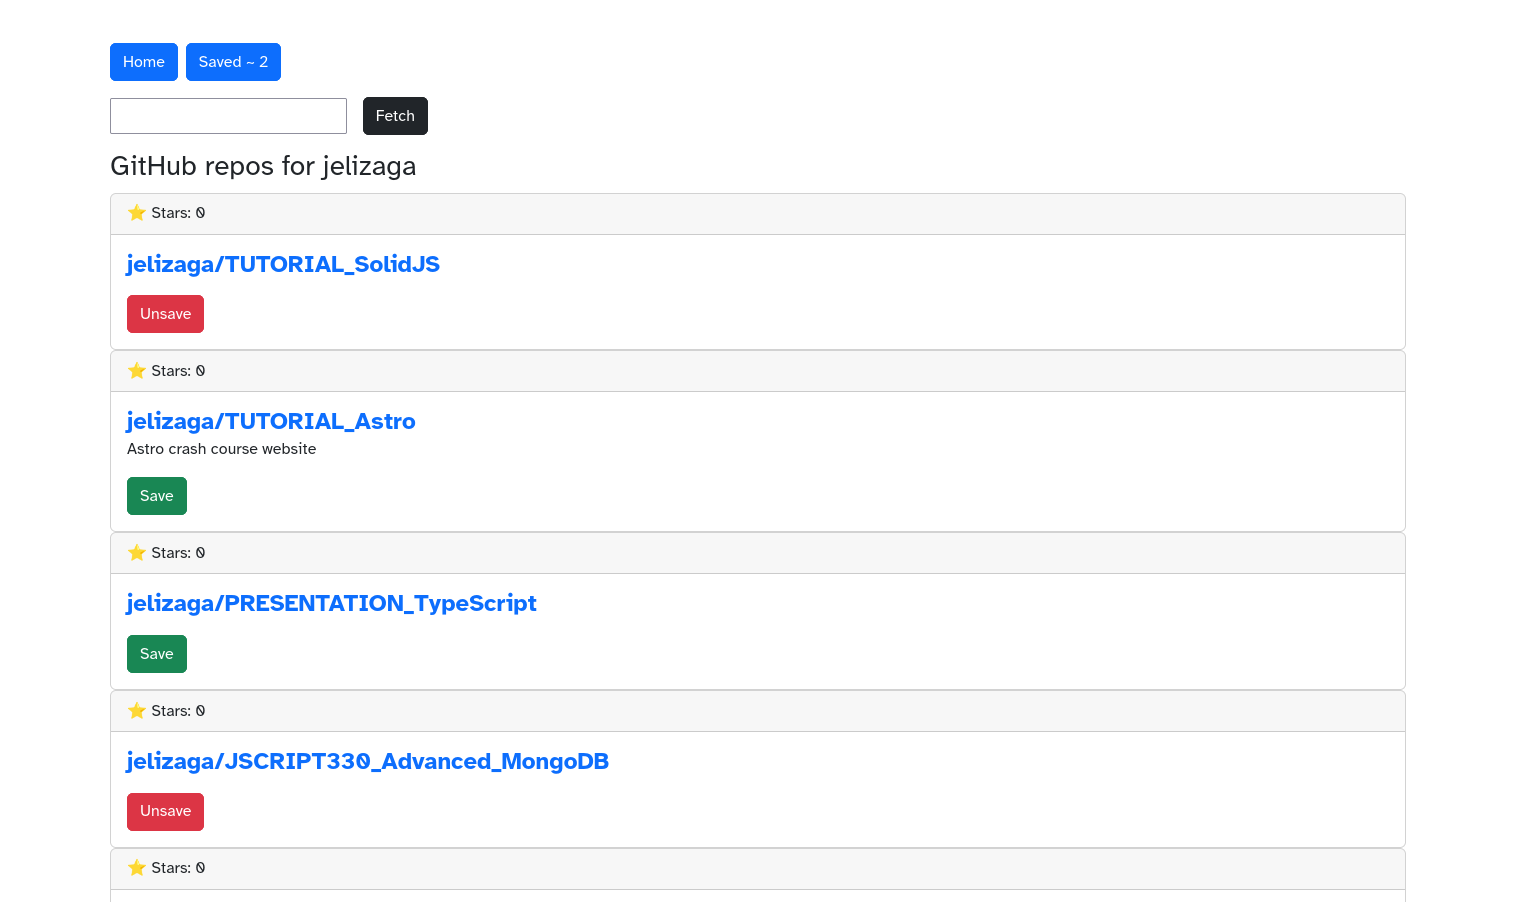 Home Saved ~ 2
Fetch
GitHub repos for jelizaga
⭐ Stars: 0
jelizaga/TUTORIAL_SolidJS
Unsave
⭐ Stars: 0
jelizaga/TUTORIAL_Astro
Astro crash course website
Save
⭐ Stars: 0
jelizaga/PRESENTATION_TypeScript
Save
⭐ Stars: 0
jelizaga/JSCRIPT330_Advanced_MongoDB
Unsave
⭐ Stars: 0